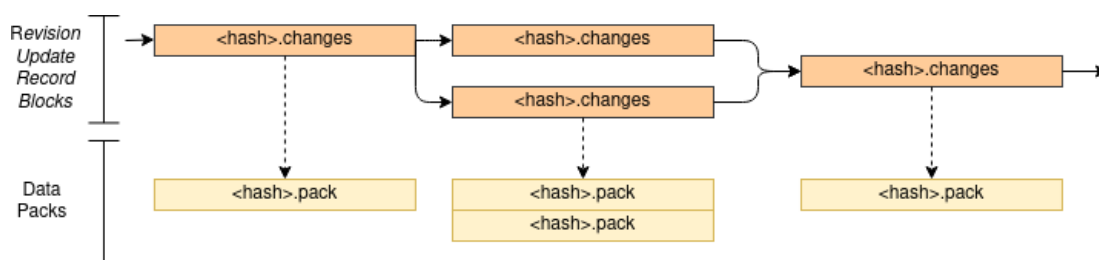 Revision
Update
Record
Blocks
<hash>.changes
<hash>.changes
<hash>.changes
<hash>.changes
Data
Packs
<hash>.pack
<hash>.pack
<hash>.pack
<hash>.pack